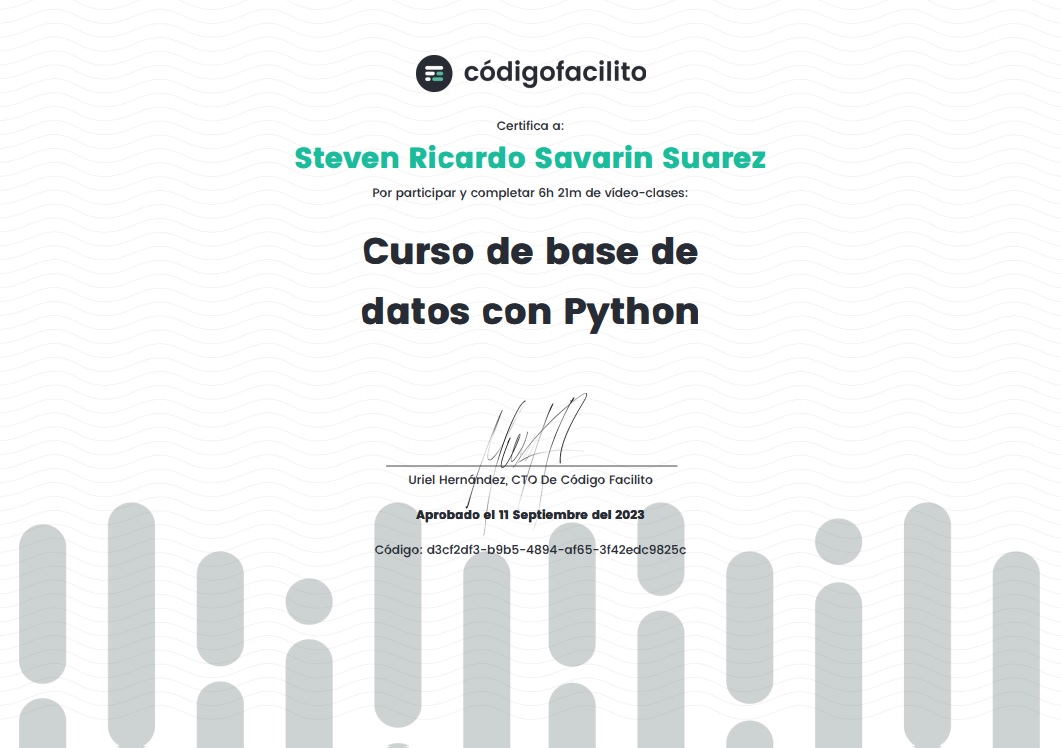 códigofacilito
Certifica a:
Steven Ricardo Savarin Suarez
Por participar y completar 6h 21m de vídeo-clases:
Curso de base de
datos con Python
Uriel Hernández, CTO De Código Facilito
Aprobado el 11 Septiembre del 2023
Código: d3cf2df3-b9b5-4894-af65-3f42edc9825c